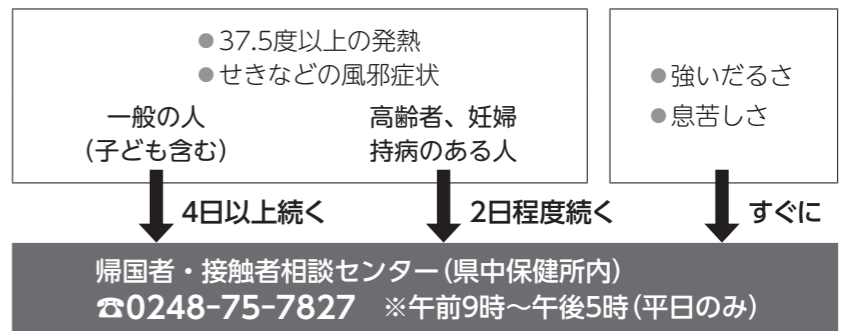 ●37.5度以上の発熱
●せきなどの風邪症状
一般の人
(子ども含む)
高齢者、妊婦
持病のある人
●強いだるさ
●息苦しさ
4日以上続く
2日程度続く
すぐに
帰国者・接触者相談センター(県中保健所内)
☎0248-75-7827 ※午前9時～午後5時(平日のみ)